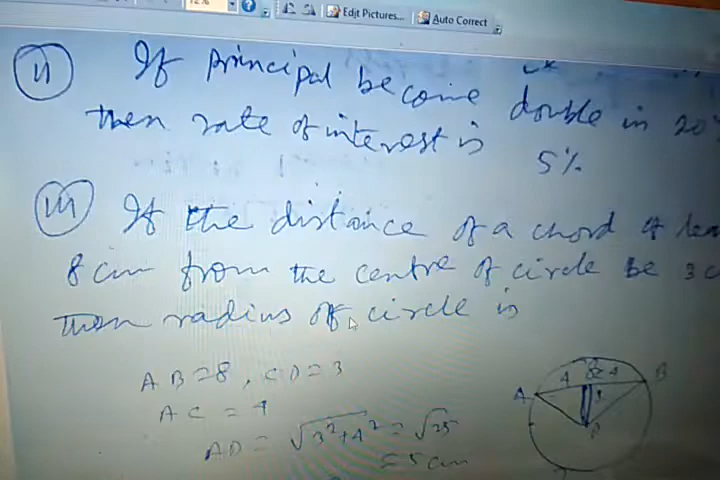 Edit Pictures... Auto Correct
(ii) If principal become double in 20
then rate of interest is 5%
(iii) If the distance of a chord of
8 cm from the centre of circle be 3
then radius of circle is
AB = 8, CD = 3
AC = 4
AD = √3²+4² = √25
= 5 cm
A 4 8 4 B
3
D